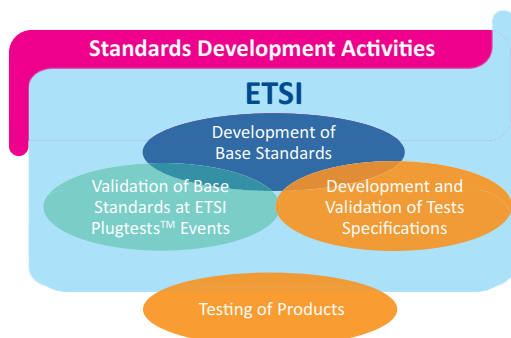 Standards Development Activities
ETSI
Development of
Base Standards
Validation of Base
Standards at ETSI
Plugtests™ Events
Development and
Validation of Tests
Specifications
Testing of Products